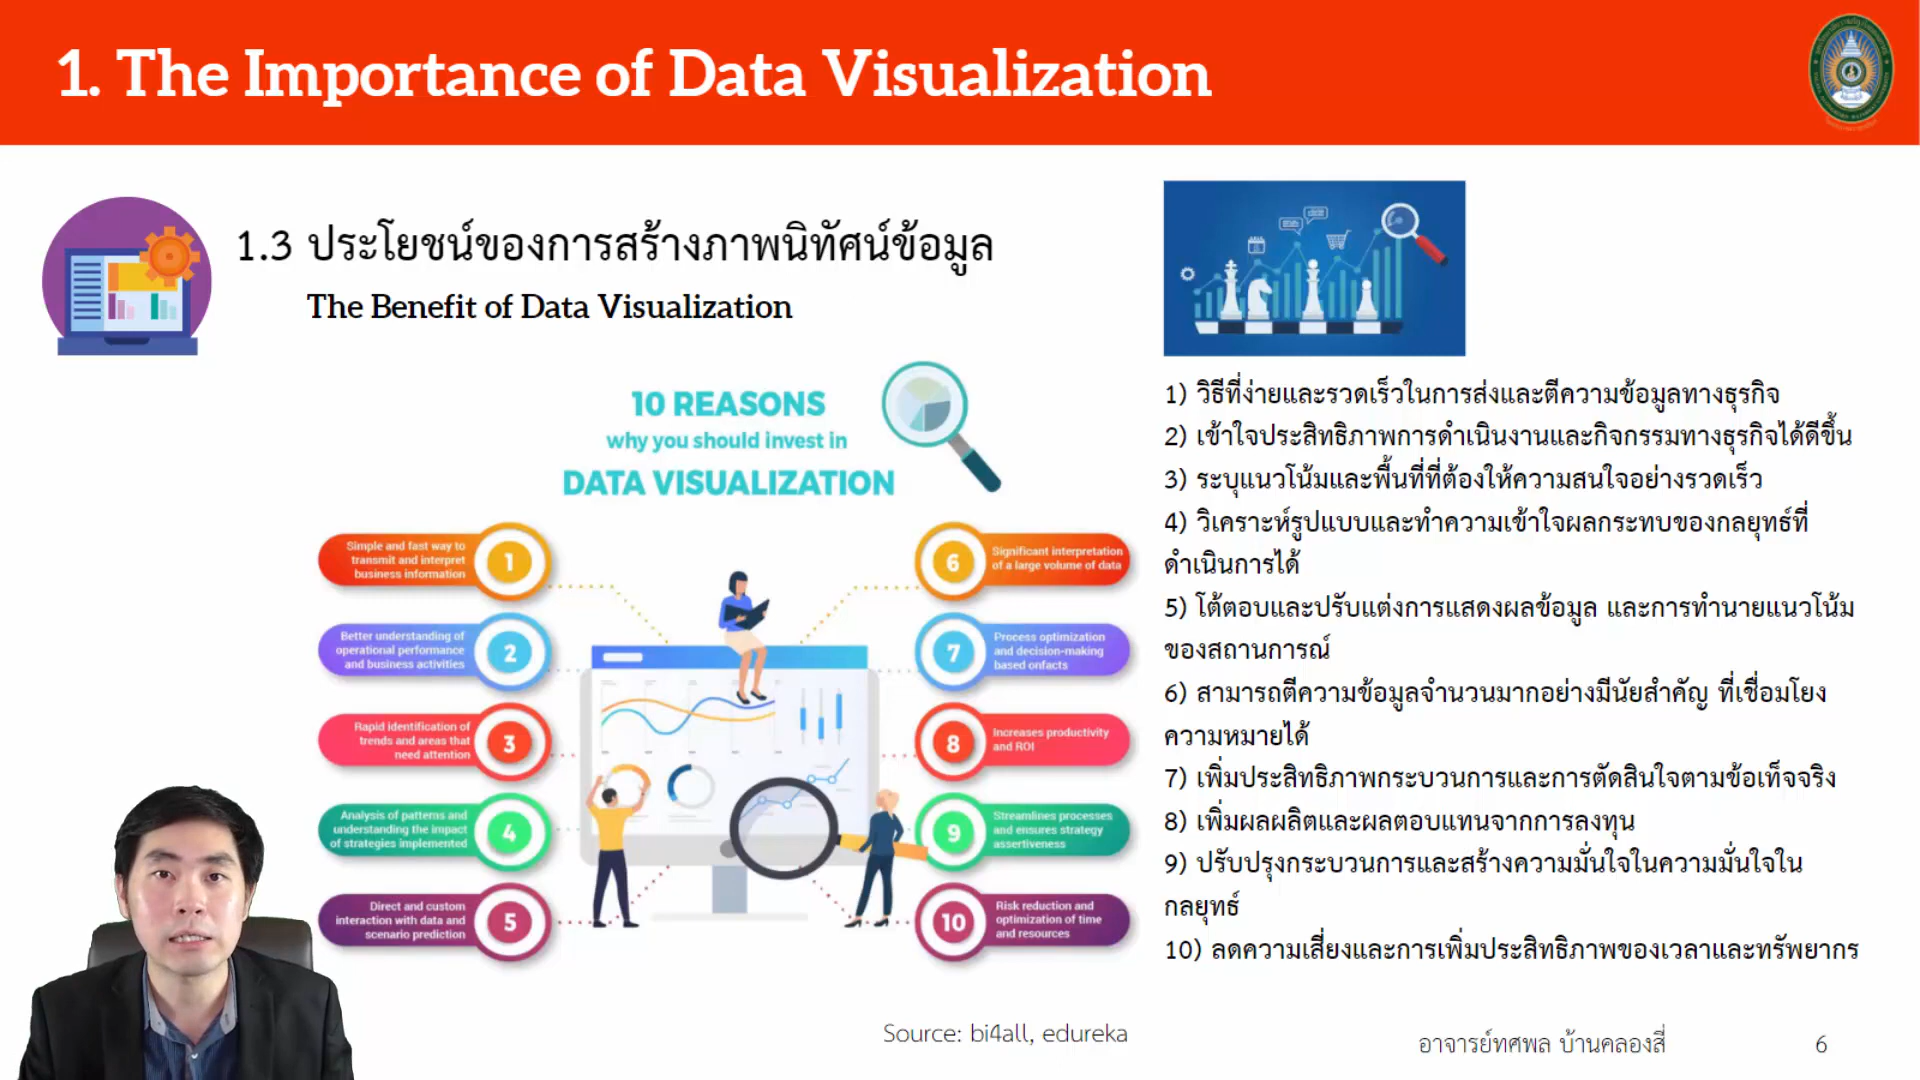 1. The Importance of Data Visualization
1.3 ประโยชน์ของการสร้างภาพนิทัศน์ข้อมูล
The Benefit of Data Visualization
10 REASONS
why you should invest in
DATA VISUALIZATION
Simple and fast way to
transmit and interpret
business information
1
Better understanding of
operational performance
and business activities
2
Rapid identification of
trends and areas that
need attention
3
Analysis of patterns and
understanding the impact
of strategies implemented
4
Direct and custom
interaction with data and
scenario prediction
5
6
Significant interpretation
of a large volume of data
7
Process optimization
and decision-making
based onfacts
8
Increases productivity
and ROI
9
Streamlines processes
and ensures strategy
assertiveness
10
Risk reduction and
optimization of time
and resources
1) วิธีที่ง่ายและรวดเร็วในการส่งและตีความข้อมูลทางธุรกิจ
2) เข้าใจประสิทธิภาพการดำเนินงานและกิจกรรมทางธุรกิจได้ดีขึ้น
3) ระบุแนวโน้มและพื้นที่ที่ต้องให้ความสนใจอย่างรวดเร็ว
4) วิเคราะห์รูปแบบและทำความเข้าใจผลกระทบของกลยุทธ์ที่
ดำเนินการได้
5) โต้ตอบและปรับแต่งการแสดงผลข้อมูล และการทำนายแนวโน้ม
ของสถานการณ์
6) สามารถตีความข้อมูลจำนวนมากอย่างมีนัยสำคัญ ที่เชื่อมโยง
ความหมายได้
7) เพิ่มประสิทธิภาพกระบวนการและการตัดสินใจตามข้อเท็จจริง
8) เพิ่มผลผลิตและผลตอบแทนจากการลงทุน
9) ปรับปรุงกระบวนการและสร้างความมั่นใจในความมั่นใจใน
กลยุทธ์
10) ลดความเสี่ยงและการเพิ่มประสิทธิภาพของเวลาและทรัพยากร
Source: bi4all, edureka
อาจารย์ทศพล บ้านคลองสี่
6